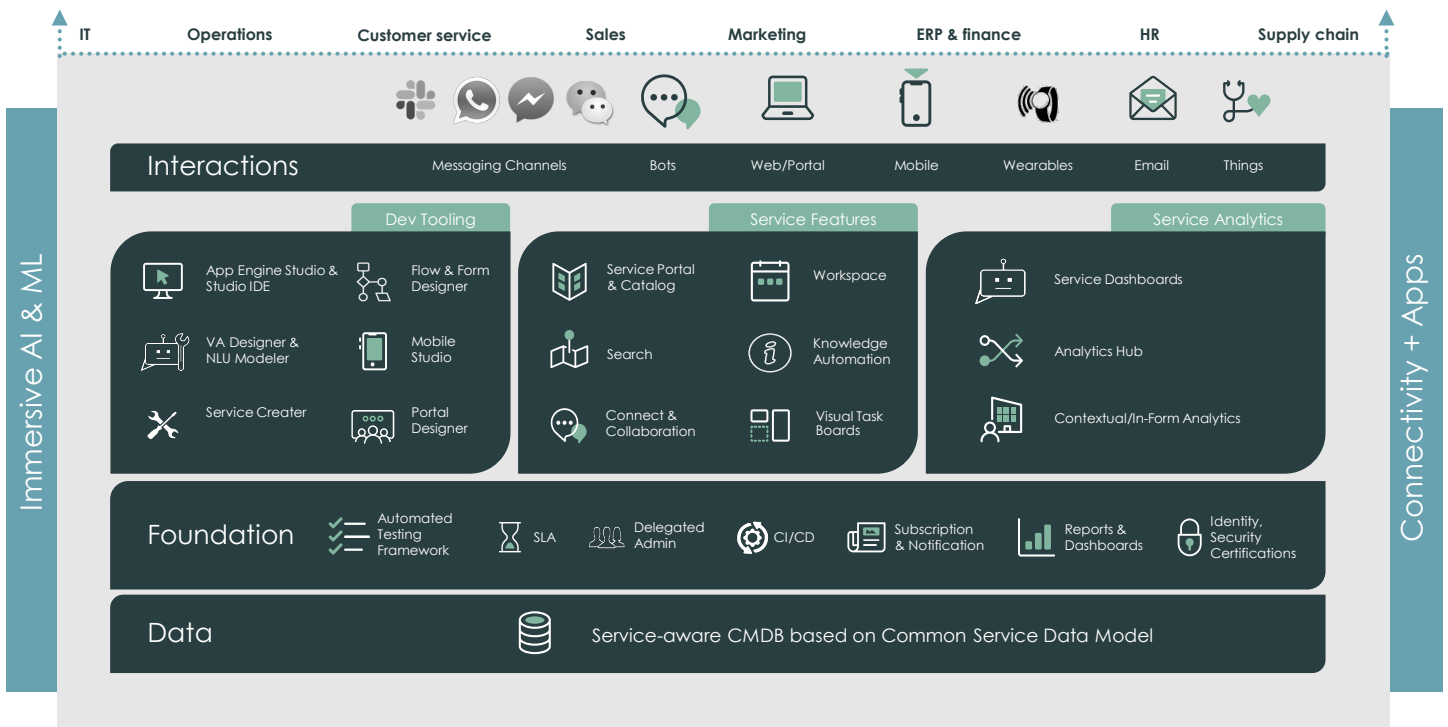 IT
Operations
Customer service
Sales
Marketing
ERP & finance
HR
Supply chain
Immersive AI & ML
Connectivity + Apps
Interactions
Messaging Channels
Bots
Web/Portal
Mobile
Wearables
Email
Things
Dev Tooling
App Engine Studio &
Studio IDE
Flow & Form
Designer
VA Designer &
NLU Modeler
Mobile
Studio
Service Creater
Portal
Designer
Service Features
Service Portal
& Catalog
Workspace
Search
Knowledge
Automation
Connect &
Collaboration
Visual Task
Boards
Service Analytics
Service Dashboards
Analytics Hub
Contextual/In-Form Analytics
Foundation
Automated
Testing
Framework
SLA
Delegated
Admin
CI/CD
Subscription
& Notification
Reports &
Dashboards
Identity,
Security
Certifications
Data
Service-aware CMDB based on Common Service Data Model